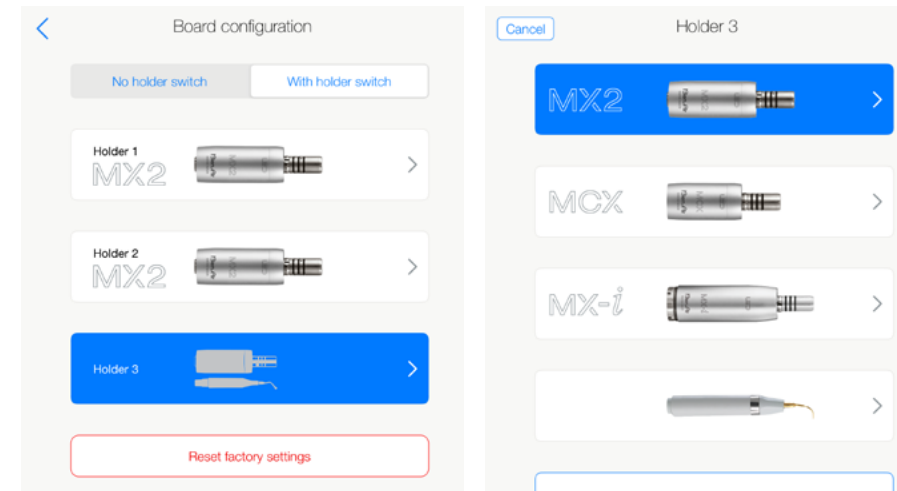 Board configuration
No holder switch
With holder switch
Holder 1
MX2
Holder 2
MX2
Holder 3
Reset factory settings
Cancel
Holder 3
MX2
MCX
MX-i